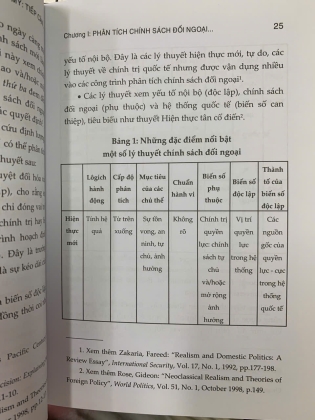 Chương I: PHÂN TÍCH CHÍNH SÁCH ĐỐI NGOẠI... 25
yếu tố nội bộ. Đây là các lý thuyết hiện thực mới, tự do, các
lý thuyết về chính trị quốc tế nhưng được vận dụng nhiều
vào các công trình phân tích chính sách đối ngoại¹.
• Các lý thuyết xem yếu tố nội bộ (độc lập), chính sách
đối ngoại (phụ thuộc) và hệ thống quốc tế (biến số can
thiệp), tiêu biểu như thuyết Hiện thực tân cổ điển².
Bảng 1: Những đặc điểm nổi bật
một số lý thuyết chính sách đối ngoại
Lôgích hành động
Cấp độ phân tích
Mục tiêu của các chủ thể
Chuẩn hành vi
Biến số phụ thuộc
Biến số độc lập
Thành tố của biến số độc lập
Hiện thực mới
Tính hệ quả
Từ trên xuống
Sự tồn vong, an ninh, tự chủ, ảnh hưởng
Không rõ
Chính trị quyền lực: chính sách tự chủ và/hoặc mở rộng ảnh hưởng
Vị trí quyền lực trong hệ thống
Các nguồn gốc của quyền lực - cực trong hệ thống quốc tế
1. Xem thêm Zakaria, Fareed: "Realism and Domestic Politics: A
Review Essay", International Security, Vol. 17, No. 1, 1992, pp.177-198.
2. Xem thêm Rose, Gideon: "Neoclassical Realism and Theories of
Foreign Policy", World Politics, Vol. 51, No. 1, October 1998, p.149.